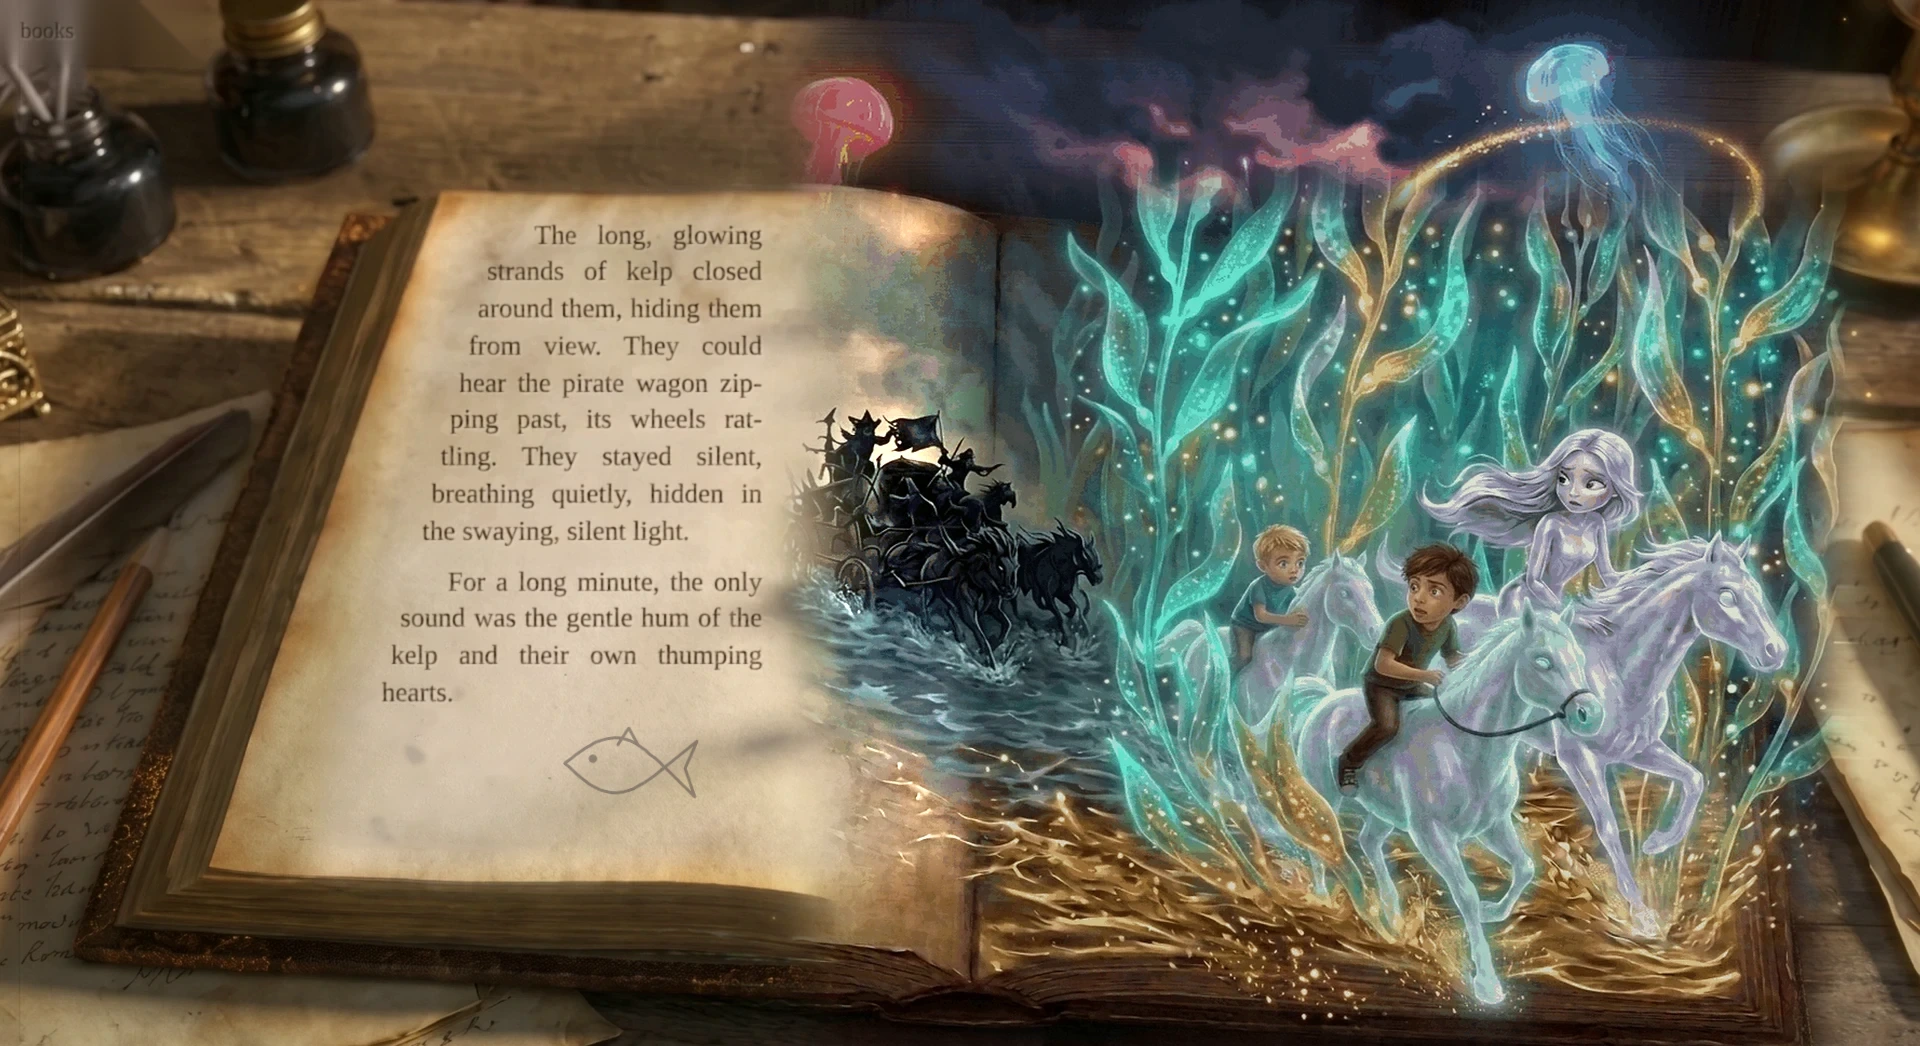 books
The long, glowing
strands of kelp closed
around them, hiding them
from view. They could
hear the pirate wagon zip-
ping past, its wheels rat-
tling. They stayed silent,
breathing quietly, hidden in
the swaying, silent light.
For a long minute, the only
sound was the gentle hum of the
kelp and their own thumping
hearts.